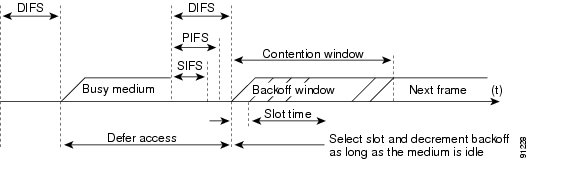 DIFS
DIFS
PIFS
Contention window
SIFS
Busy medium
Backoff window
Next frame
(t)
Slot time
Defer access
Select slot and decrement backoff
as long as the medium is idle
91228